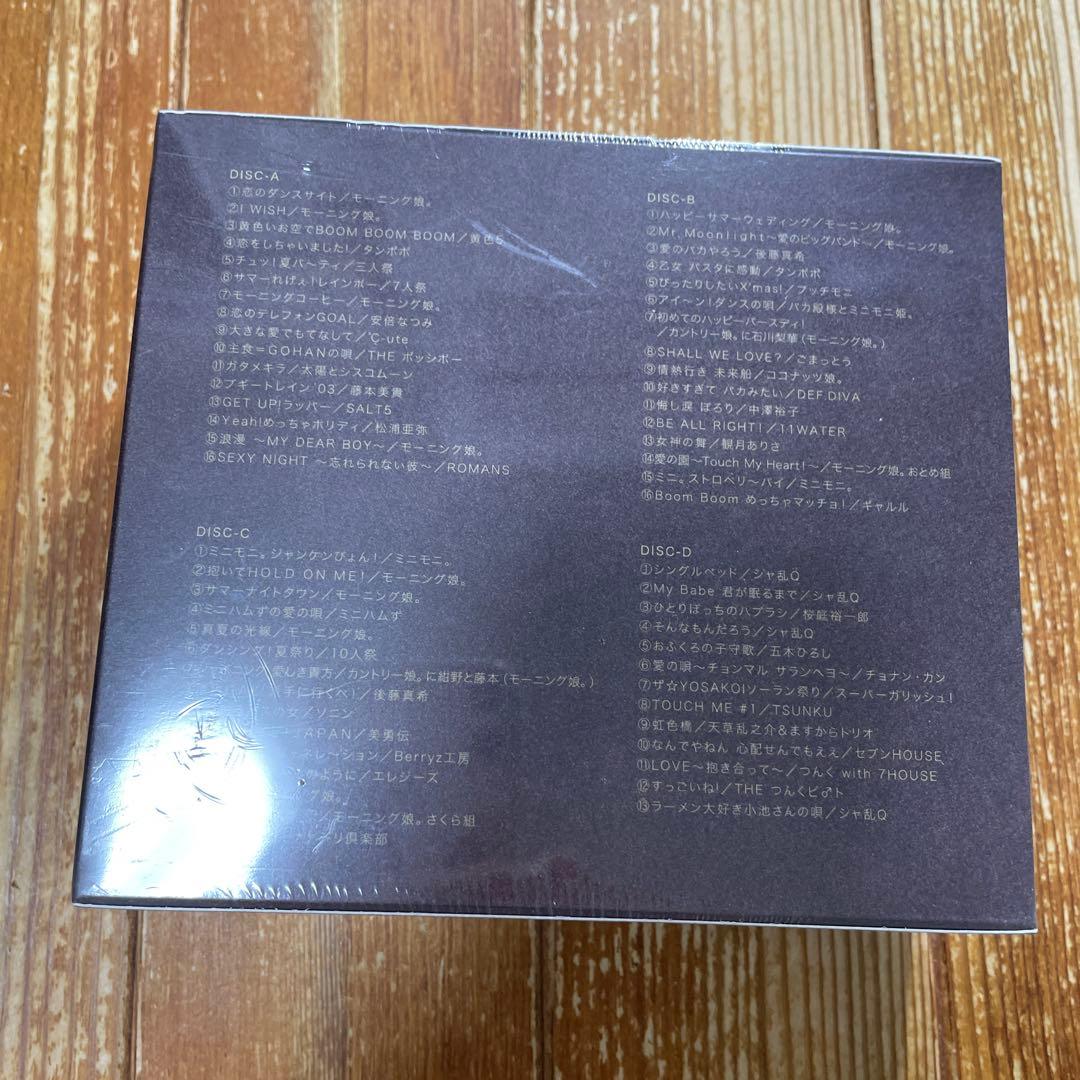 DISC-A
①恋のダンスサイト／モーニング娘。
②I WISH／モーニング娘。
③黄色いお空でBOOM BOOM BOOM／黄色5
④恋をしちゃいました!／タンポポ
⑤チュッ!夏パ〜ティ／三人祭
⑥サマーれげぇ!レインボー／7人祭
⑦モーニングコーヒー／モーニング娘。
⑧恋のテレフォンGOAL／安倍なつみ
⑨大きな愛でもてなして／℃-ute
⑩主食=GOHANの唄／THE ポッシボー
⑪ガタメキラ／太陽とシスコムーン
⑫ブギートレイン'03／藤本美貴
⑬GET UP!ラッパー／SALT5
⑭Yeah!めっちゃホリディ／松浦亜弥
⑮浪漫 〜MY DEAR BOY〜／モーニング娘。
⑯SEXY NIGHT 〜忘れられない彼〜／ROMANS
DISC-B
①ハッピーサマーウェディング／モーニング娘。
②Mr.Moonlight〜愛のビッグバンド〜／モーニング娘。
③愛のバカやろう／後藤真希
④乙女 パスタに感動／タンポポ
⑤ぴったりしたいX'mas!／プッチモニ
⑥アイ〜ン!ダンスの唄／バカ殿様とミニモニ姫。
⑦初めてのハッピーバースディ!
／カントリー娘。に石川梨華(モーニング娘。)
⑧SHALL WE LOVE?／ごまっとう
⑨情熱行き 未来船／ココナッツ娘。
⑩好きすぎて バカみたい／DEF.DIVA
⑪悔し涙 ぽろり／中澤裕子
⑫BE ALL RIGHT!／11WATER
⑬女神の舞／観月ありさ
⑭愛の園〜Touch My Heart!〜／モーニング娘。おとめ組
⑮ミニ。ストロベリ〜パイ／ミニモニ。
⑯Boom Boom めっちゃマッチョ!／ギャルル
DISC-C
①ミニモニ。ジャンケンぴょん!／ミニモニ。
②抱いてHOLD ON ME!／モーニング娘。
③サマーナイトタウン／モーニング娘。
④ミニハムずの愛の唄／ミニハムず
⑤真夏の光線／モーニング娘。
⑥ダンシング!夏祭り／10人祭
愛しき貴方／カントリー娘。に紺野と藤本(モーニング娘。)
手に行くべ!／後藤真希
女／ソニン
JAPAN／美勇伝
ネレーション／Berryz工房
ように／エレジーズ
娘。
／モーニング娘。さくら組
リ倶楽部
DISC-D
①シングルベッド／シャ乱Q
②My Babe 君が眠るまで／シャ乱Q
③ひとりぼっちのハブラシ／桜庭裕一郎
④そんなもんだろう／シャ乱Q
⑤おふくろの子守歌／五木ひろし
⑥愛の唄〜チョンマル サランヘヨ〜／チョナン・カン
⑦ザ☆YOSAKOIソーラン祭り／スーパーガリッシュ!
⑧TOUCH ME #1／TSUNKU
⑨虹色橋／天草乱之介&ますからトリオ
⑩なんでやねん 心配せんでもええ／セブンHOUSE
⑪LOVE〜抱き合って〜／つんく with 7HOUSE
⑫すっごいね!／THE つんくビ♂ト
⑬ラーメン大好き小池さんの唄／シャ乱Q